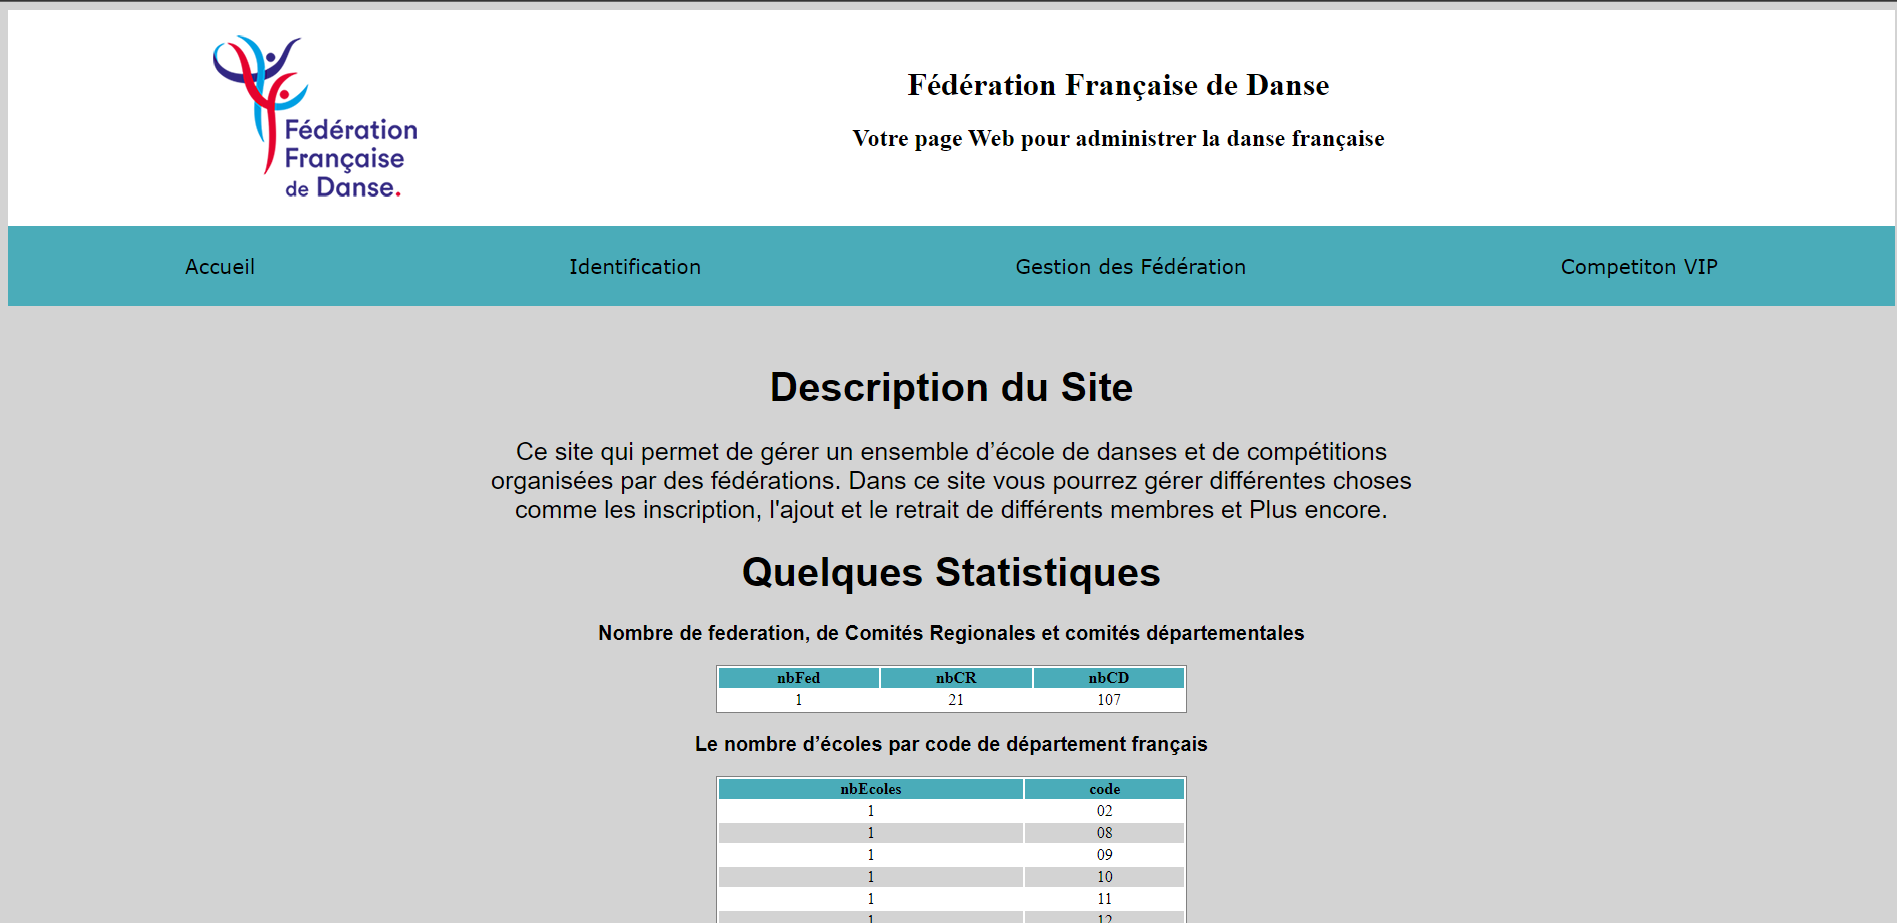 Fédération
Française
de Danse.
Fédération Française de Danse
Votre page Web pour administrer la danse française
Accueil Identification Gestion des Fédération Competiton VIP
Description du Site
Ce site qui permet de gérer un ensemble d’école de danses et de compétitions
organisées par des fédérations. Dans ce site vous pourrez gérer différentes choses
comme les inscription, l'ajout et le retrait de différents membres et Plus encore.
Quelques Statistiques
Nombre de federation, de Comités Regionales et comités départementales
nbFed nbCR nbCD
1 21 107
Le nombre d’écoles par code de département français
nbEcoles code
1 02
1 08
1 09
1 10
1 11
1 12